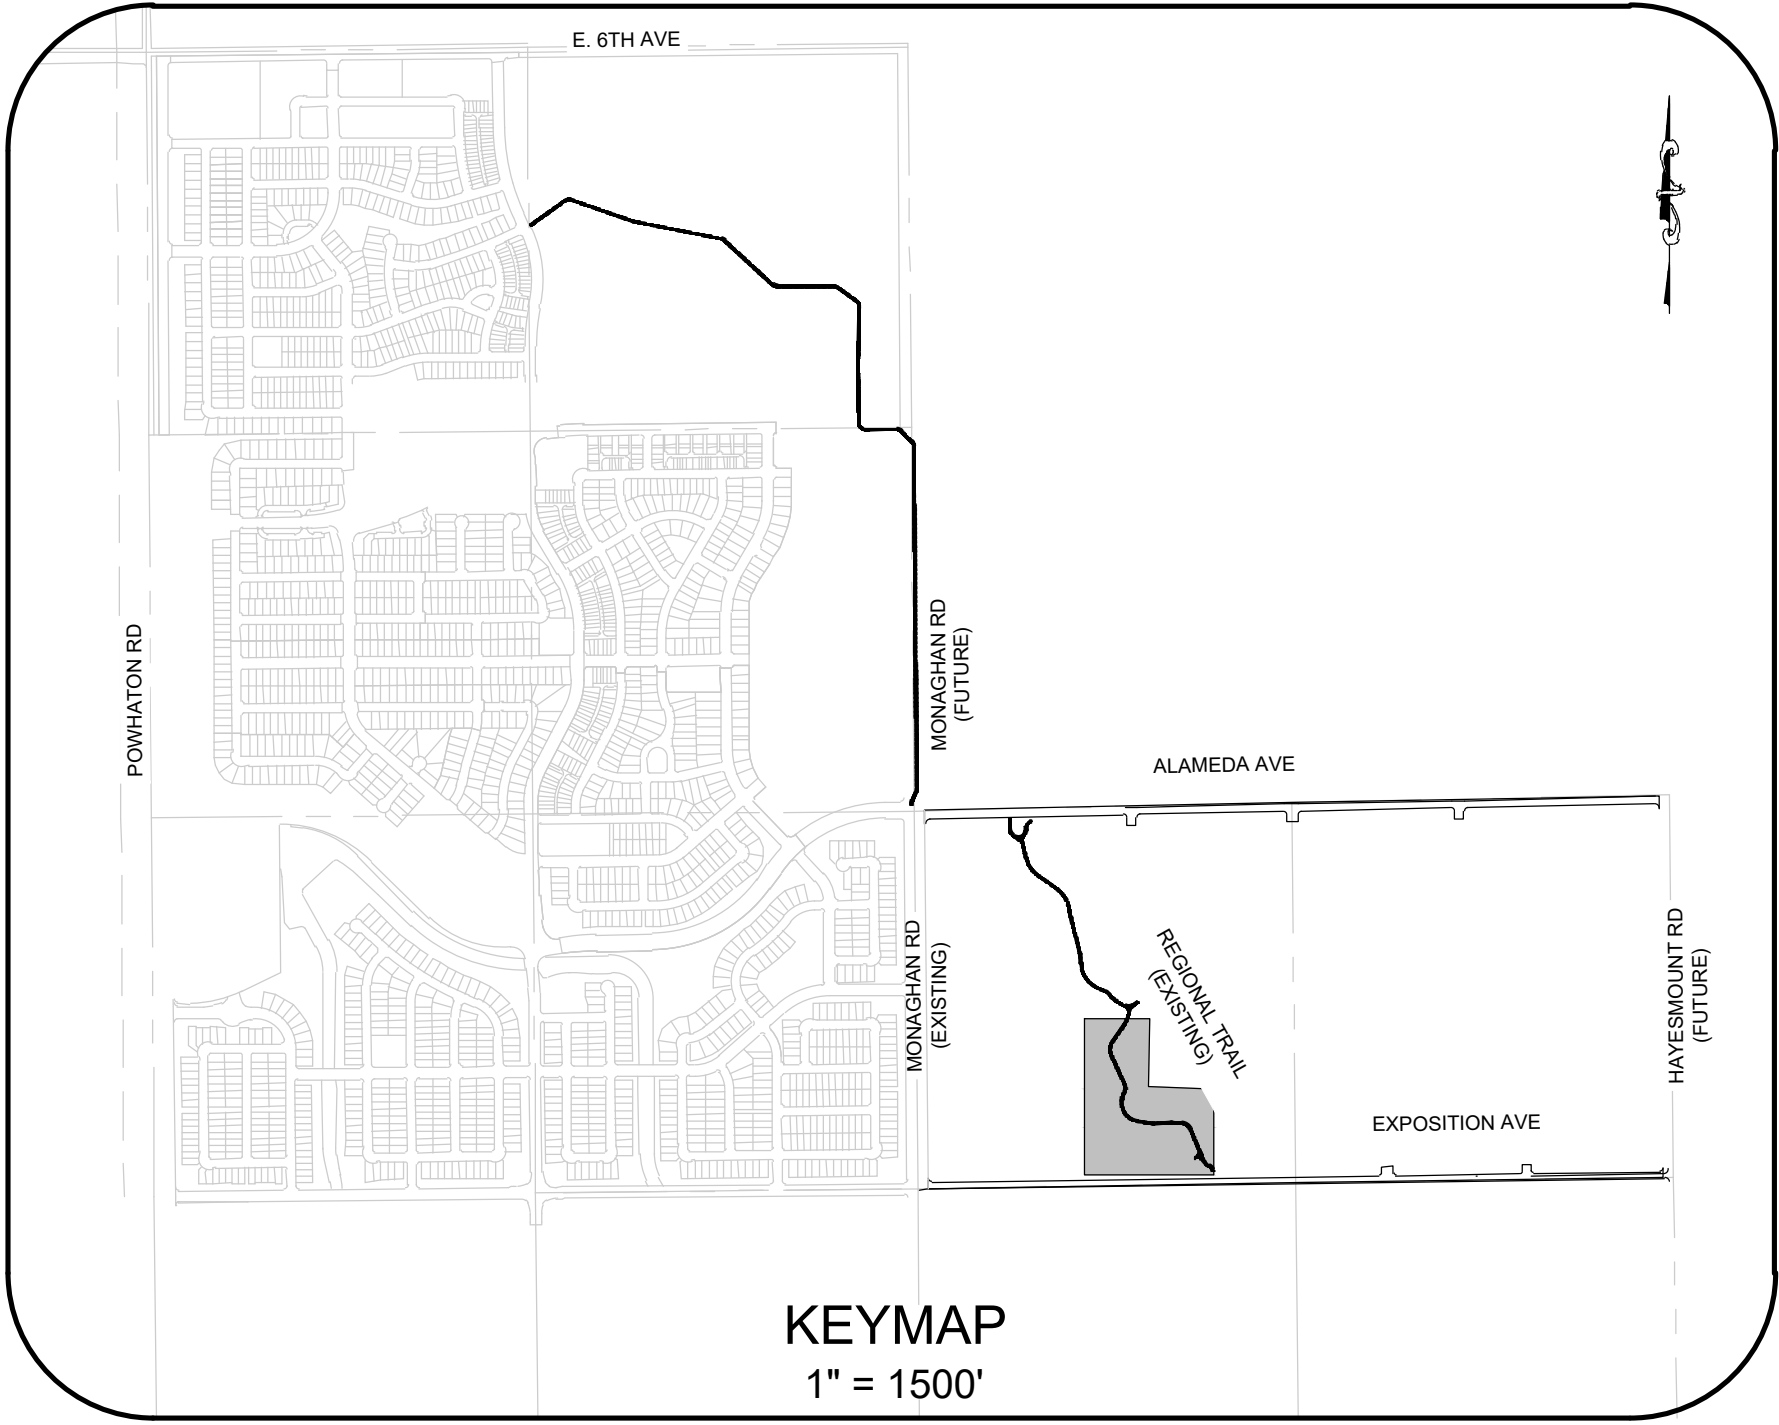 E. 6TH AVE
POWHATON RD
MONAGHAN RD
(FUTURE)
ALAMEDA AVE
MONAGHAN RD
(EXISTING)
REGIONAL TRAIL
(EXISTING)
HAYESMOUNT RD
(FUTURE)
EXPOSITION AVE
KEYMAP
1" = 1500'